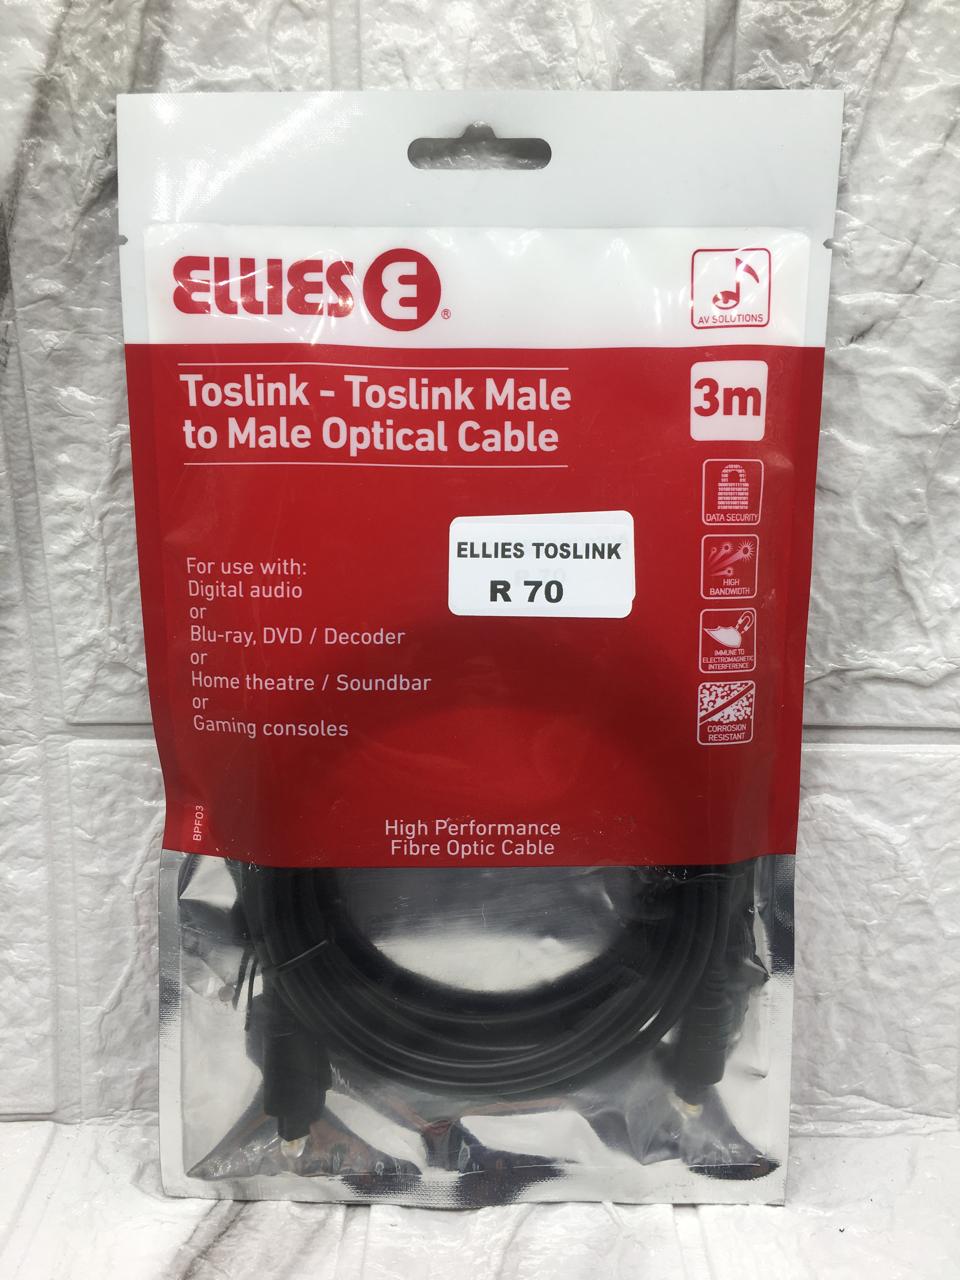 ELLIES E ®
AV SOLUTIONS
Toslink - Toslink Male
to Male Optical Cable
3m
DATA SECURITY
HIGH
BANDWIDTH
IMMUNE TO
ELECTROMAGNETIC
INTERFERENCE
CORROSION
RESISTANT
ELLIES TOSLINK
R 70
For use with:
Digital audio
or
Blu-ray, DVD / Decoder
or
Home theatre / Soundbar
or
Gaming consoles
BPF03
High Performance
Fibre Optic Cable